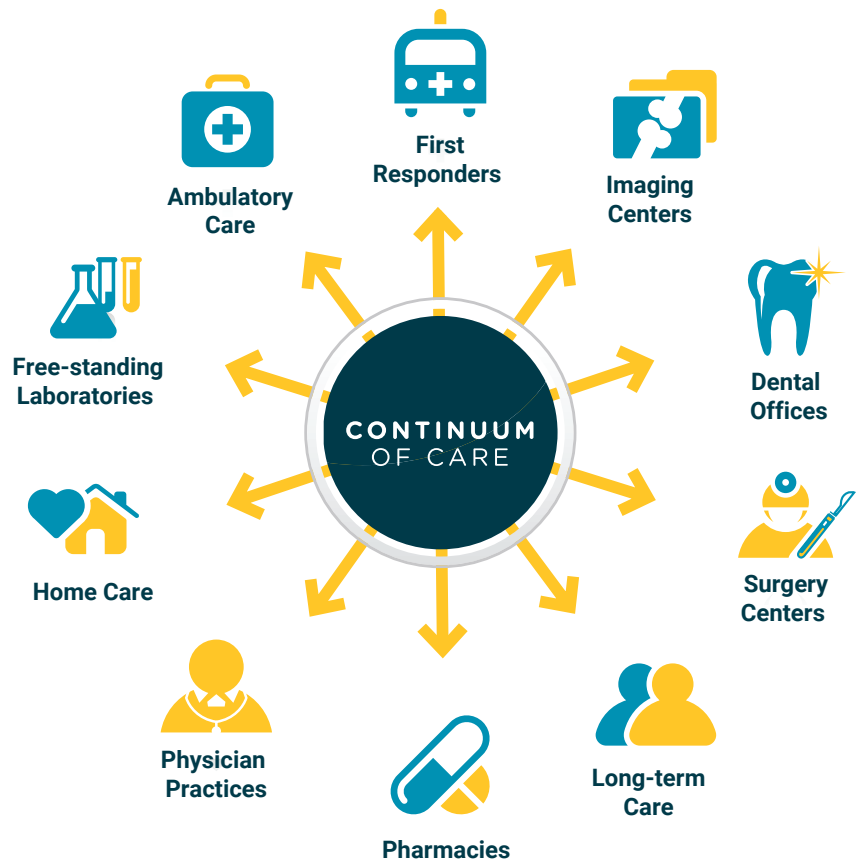 First
Responders
Imaging
Centers
Dental
Offices
Surgery
Centers
Long-term
Care
Pharmacies
Physician
Practices
Home Care
Free-standing
Laboratories
Ambulatory
Care
CONTINUUM
OF CARE